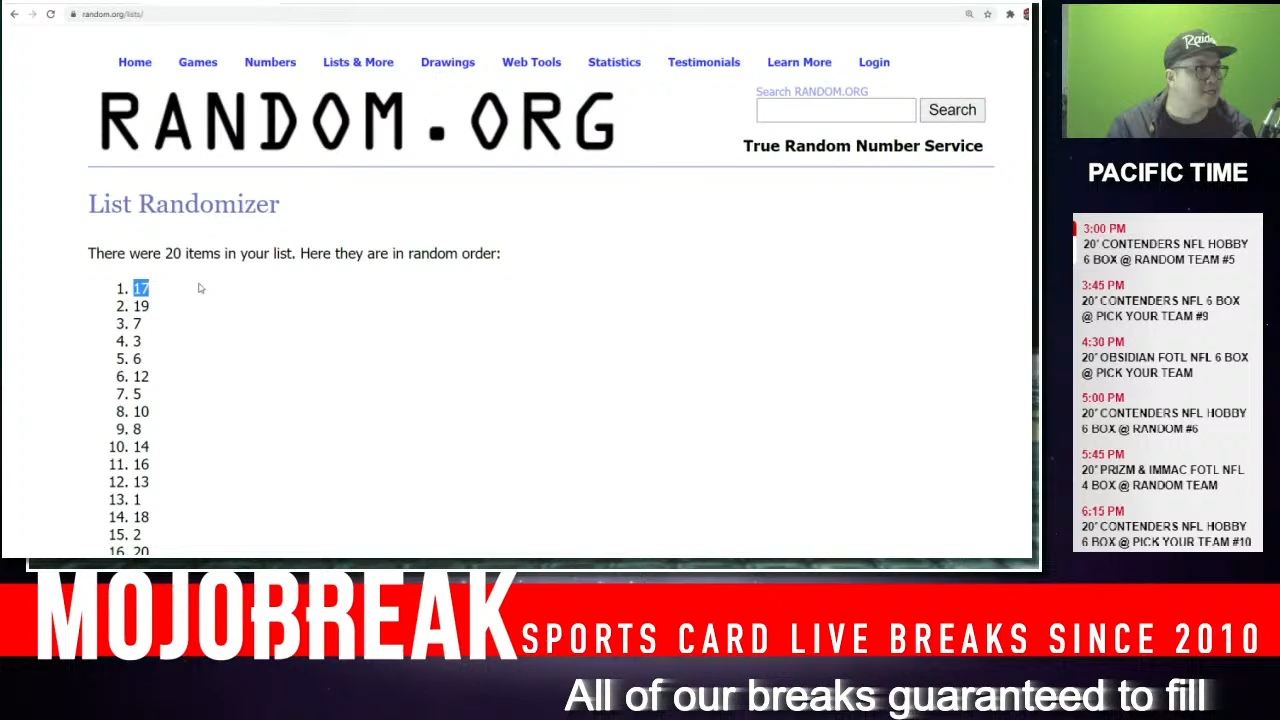 random.org/lists/
Home Games Numbers Lists & More Drawings Web Tools Statistics Testimonials Learn More Login
RANDOM.ORG
Search RANDOM.ORG
Search
True Random Number Service
List Randomizer
There were 20 items in your list. Here they are in random order:
1. 17
2. 19
3. 7
4. 3
5. 6
6. 12
7. 5
8. 10
9. 8
10. 14
11. 16
12. 13
13. 1
14. 18
15. 2
16. 20
PACIFIC TIME
3:00 PM
20' CONTENDERS NFL HOBBY
6 BOX @ RANDOM TEAM #5
3:45 PM
20' CONTENDERS NFL 6 BOX
@ PICK YOUR TEAM #9
4:30 PM
20' OBSIDIAN FOTL NFL 6 BOX
@ PICK YOUR TEAM
5:00 PM
20' CONTENDERS NFL HOBBY
6 BOX @ RANDOM #6
5:45 PM
20' PRIZM & IMMAC FOTL NFL
4 BOX @ RANDOM TEAM
6:15 PM
20' CONTENDERS NFL HOBBY
6 BOX @ PICK YOUR TEAM #10
MOJOBREAK
SPORTS CARD LIVE BREAKS SINCE 2010
All of our breaks guaranteed to fill